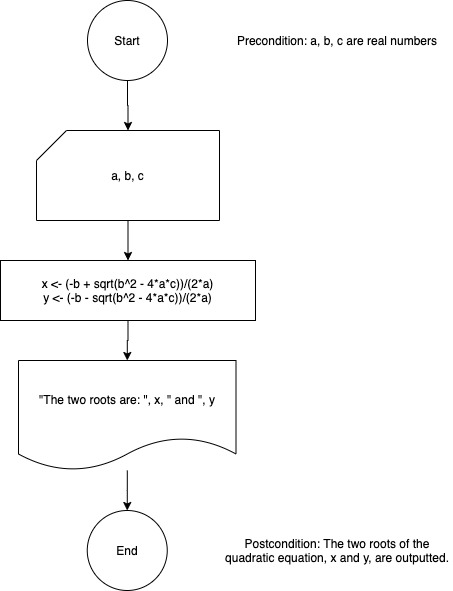 Start
Precondition: a, b, c are real numbers
a, b, c
x <- (-b + sqrt(b^2 - 4*a*c))/(2*a)
y <- (-b - sqrt(b^2 - 4*a*c))/(2*a)
"The two roots are: ", x, " and ", y
End
Postcondition: The two roots of the
quadratic equation, x and y, are outputted.